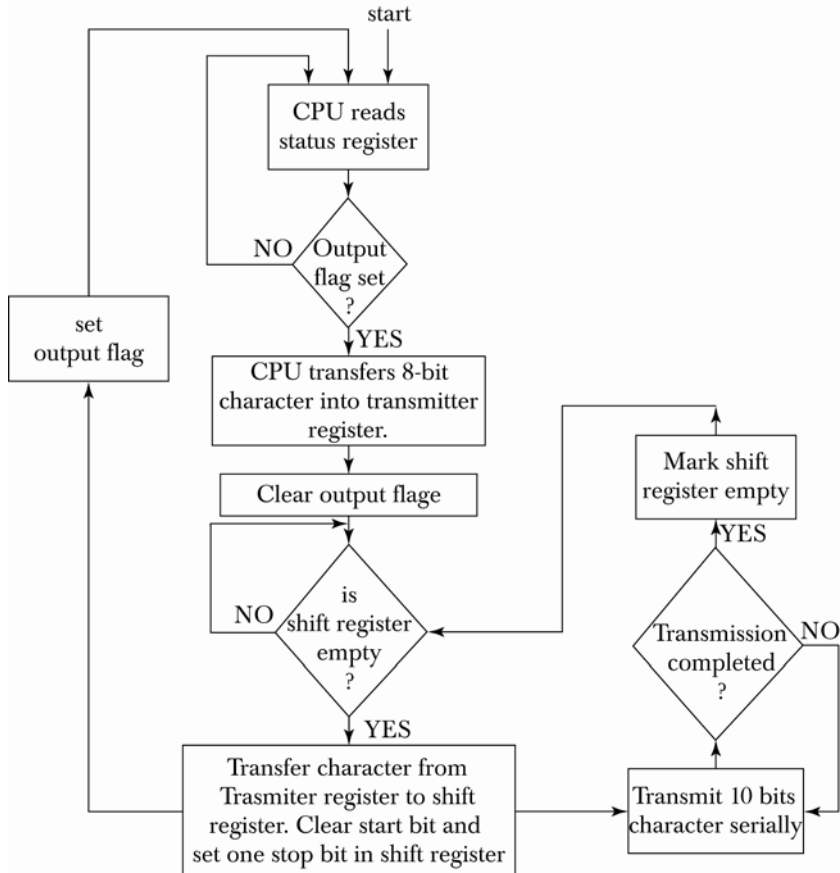 start
CPU reads
status register
NO
Output
flag set
?
YES
set
output flag
CPU transfers 8-bit
character into transmitter
register.
Clear output flage
Mark shift
register empty
YES
NO
is
shift register
empty
?
Transmission
completed
?
NO
YES
Transfer character from
Trasmiter register to shift
register. Clear start bit and
set one stop bit in shift register
Transmit 10 bits
character serially